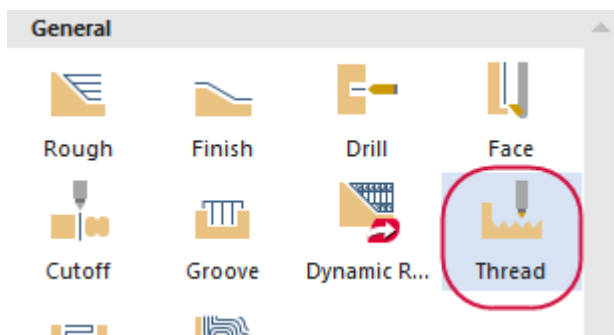 General
Rough Finish Drill Face
Cutoff Groove Dynamic R... Thread